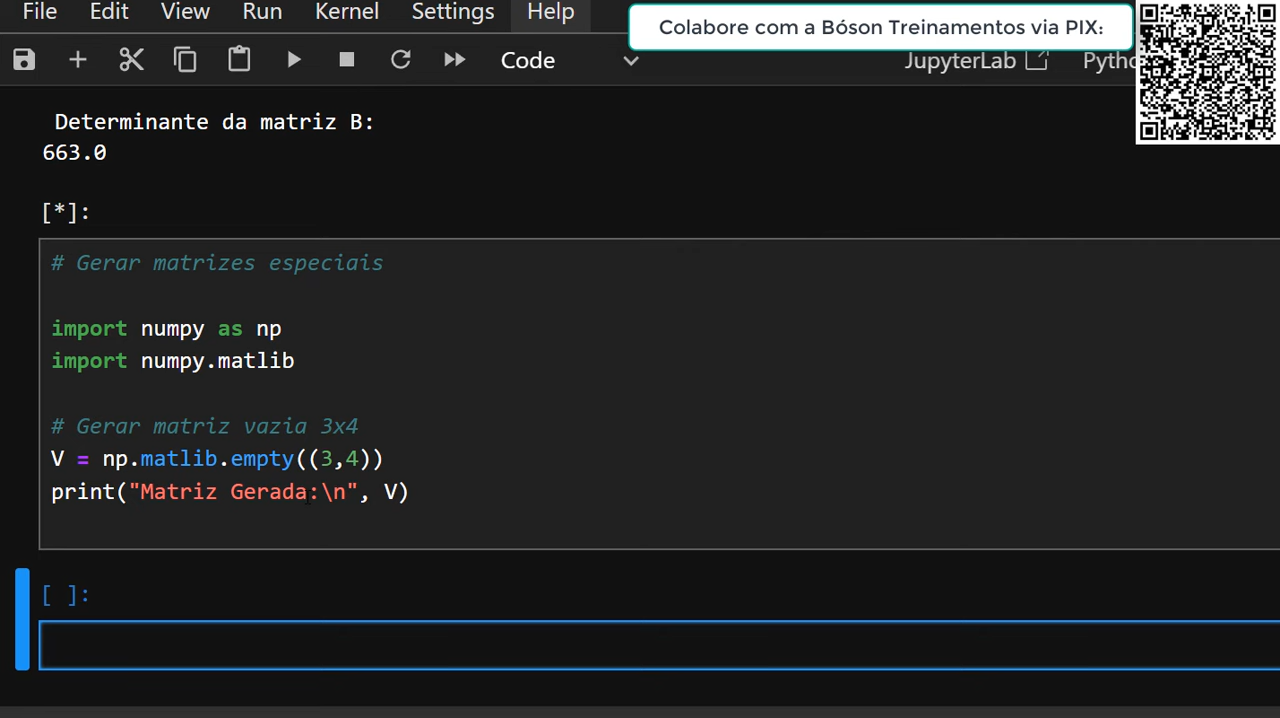 File Edit View Run Kernel Settings Help
Colabore com a Bóson Treinamentos via PIX:
Code
JupyterLab
Determinante da matriz B:
663.0
[*]:
# Gerar matrizes especiais
import numpy as np
import numpy.matlib
# Gerar matriz vazia 3x4
V = np.matlib.empty((3,4))
print("Matriz Gerada:\n", V)
[ ]: